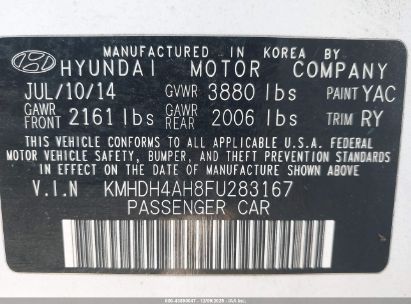 MANUFACTURED IN KOREA BY
HYUNDAI MOTOR COMPANY
JUL/10/14 GVWR 3880 lbs PAINT YAC
GAWR FRONT 2161 lbs GAWR REAR 2006 lbs TRIM RY
THIS VEHICLE CONFORMS TO ALL APPLICABLE U.S.A. FEDERAL
MOTOR VEHICLE SAFETY, BUMPER, AND THEFT PREVENTION STANDARDS
IN EFFECT ON THE DATE OF MANUFACTURE SHOWN ABOVE
V.I.N KMHDH4AH8FU283167
PASSENGER CAR